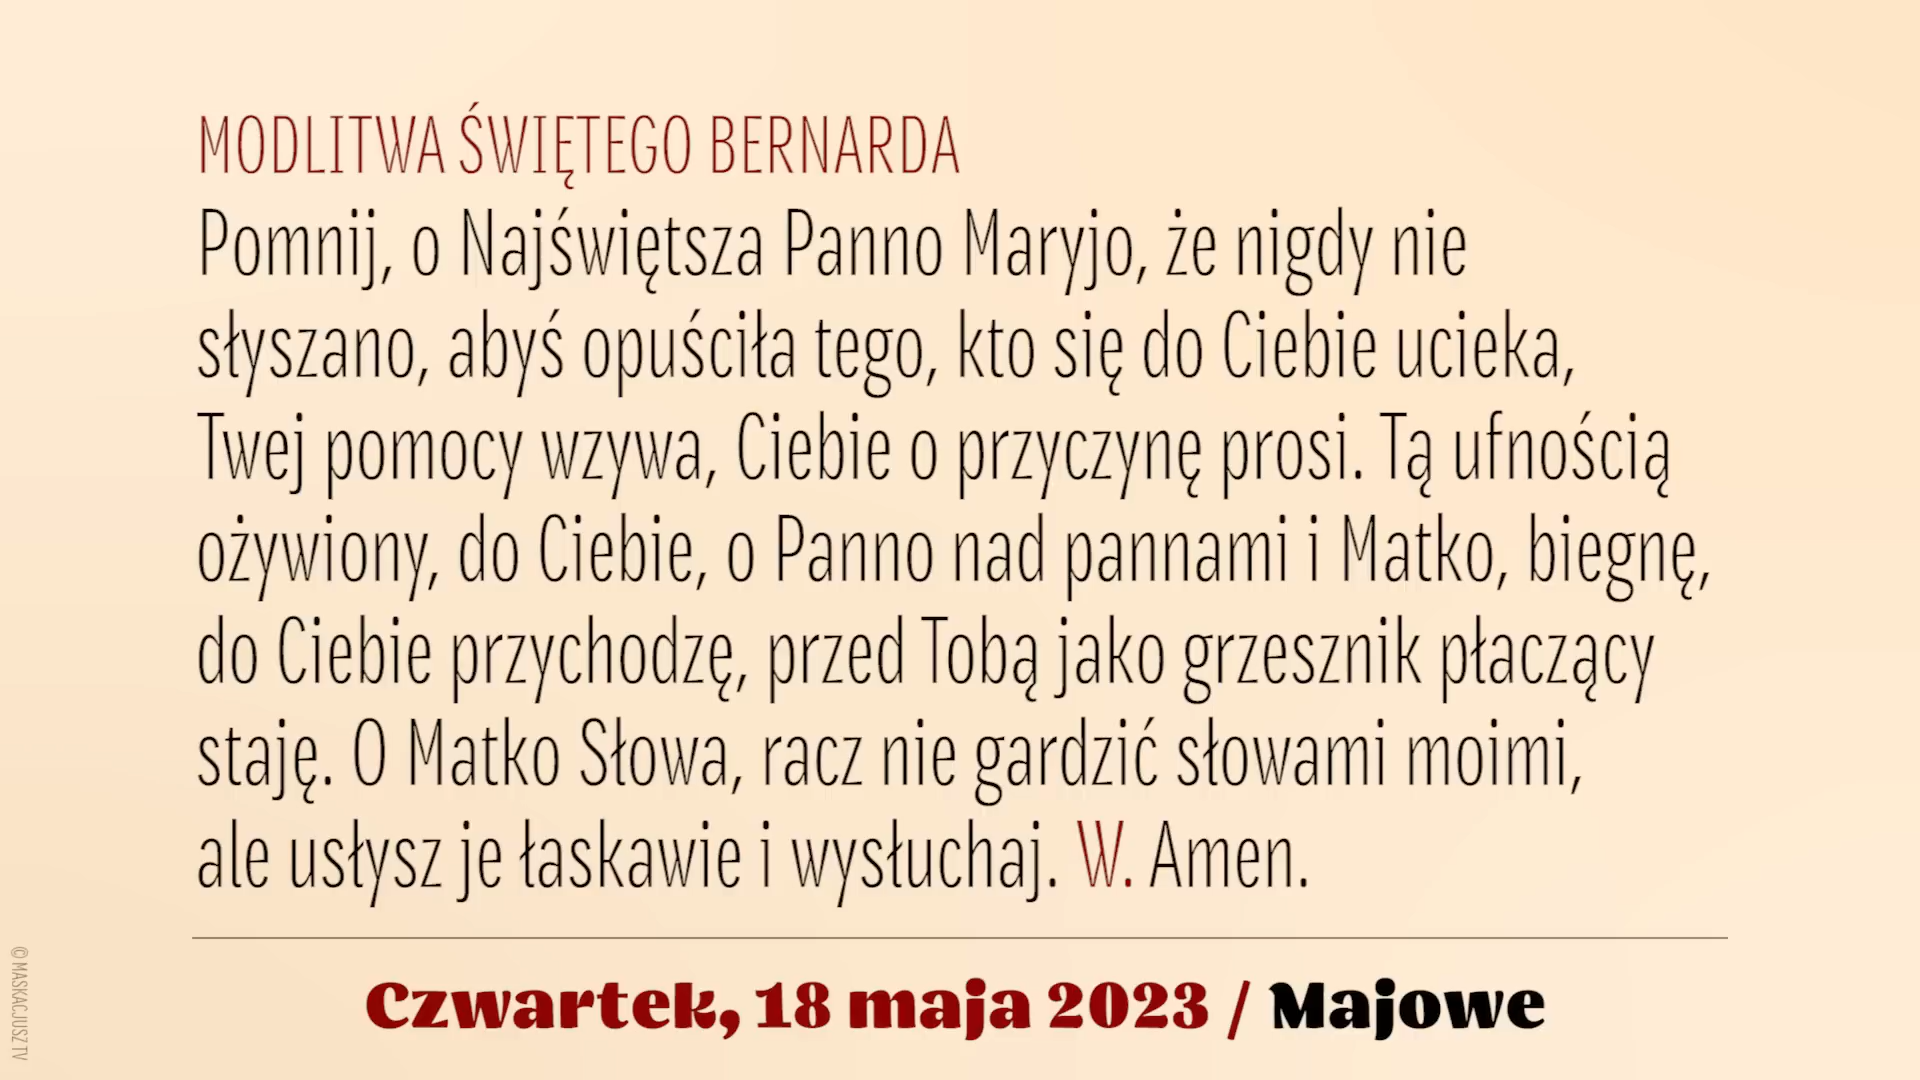 MODLITWA ŚWIĘTEGO BERNARDA
Pomnij, o Najświętsza Panno Maryjo, że nigdy nie
słyszano, abyś opuściła tego, kto się do Ciebie ucieka,
Twej pomocy wzywa, Ciebie o przyczynę prosi. Tą ufnością
ożywiony, do Ciebie, o Panno nad pannami i Matko, biegnę,
do Ciebie przychodzę, przed Tobą jako grzesznik płaczący
staję. O Matko Słowa, racz nie gardzić słowami moimi,
ale usłysz je łaskawie i wysłuchaj. W. Amen.
Czwartek, 18 maja 2023 / Majowe
© MASKACJUSZ TV